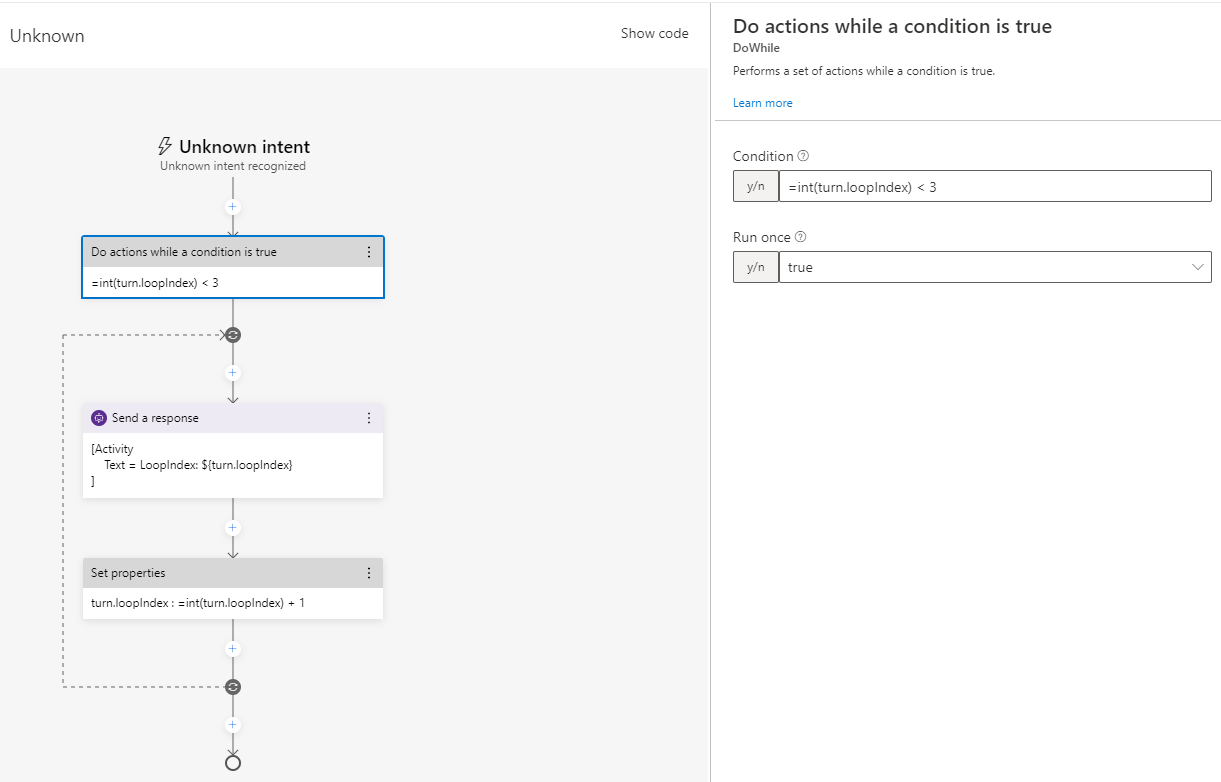 Unknown
Show code
Unknown intent
Unknown intent recognized
Do actions while a condition is true
=int(turn.loopIndex) < 3
Send a response
[Activity
Text = LoopIndex: ${turn.loopIndex}
]
Set properties
turn.loopIndex : =int(turn.loopIndex) + 1
Do actions while a condition is true
DoWhile
Performs a set of actions while a condition is true.
Learn more
Condition
y/n
=int(turn.loopIndex) < 3
Run once
y/n
true